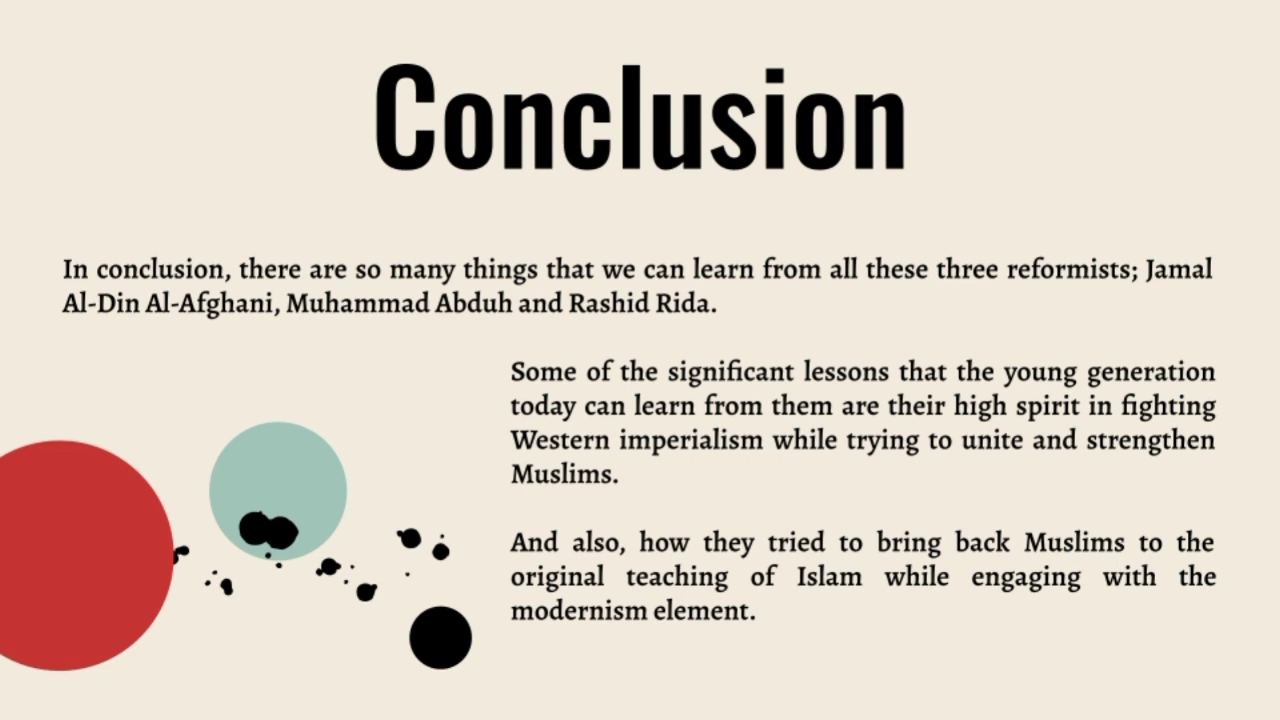 Conclusion
In conclusion, there are so many things that we can learn from all these three reformists; Jamal
Al-Din Al-Afghani, Muhammad Abduh and Rashid Rida.
Some of the significant lessons that the young generation
today can learn from them are their high spirit in fighting
Western imperialism while trying to unite and strengthen
Muslims.
And also, how they tried to bring back Muslims to the
original teaching of Islam while engaging with the
modernism element.